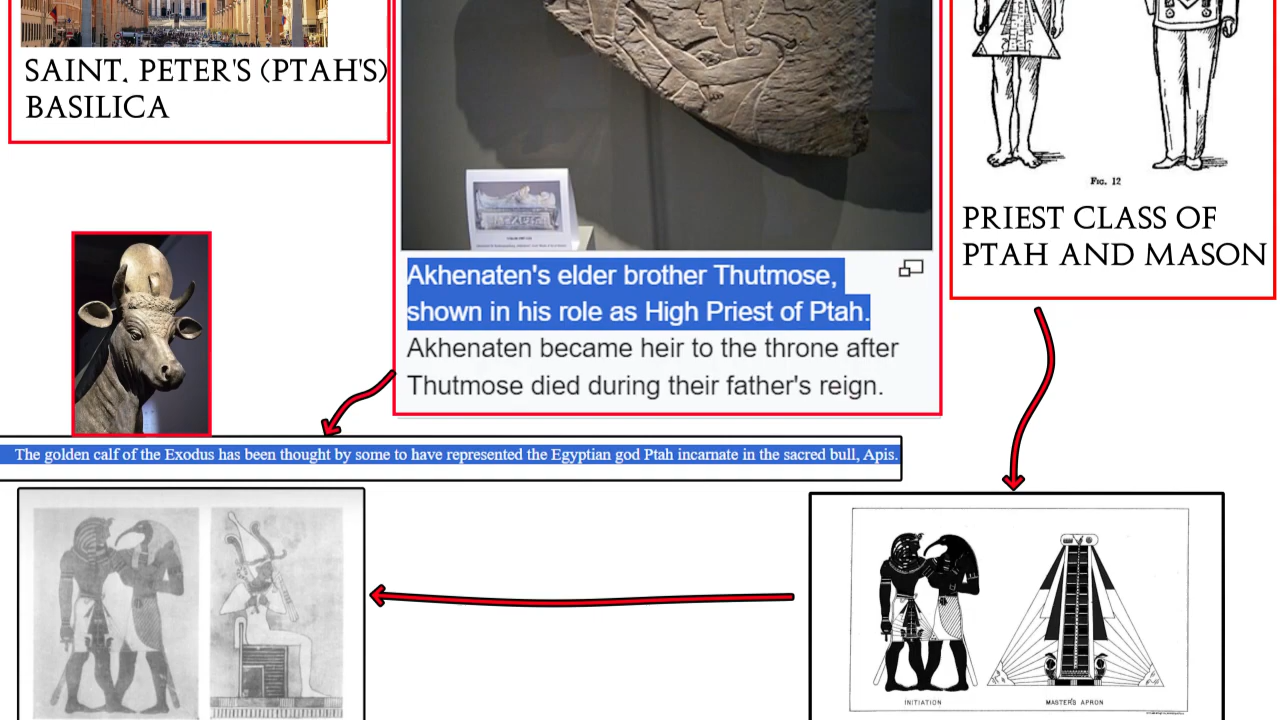 SAINT. PETER'S (PTAH'S)
BASILICA
Akhenaten's elder brother Thutmose,
shown in his role as High Priest of Ptah.
Akhenaten became heir to the throne after
Thutmose died during their father's reign.
FIG. 12
PRIEST CLASS OF
PTAH AND MASON
The golden calf of the Exodus has been thought by some to have represented the Egyptian god Ptah incarnate in the sacred bull, Apis.
INITIATION
MASTER'S APRON